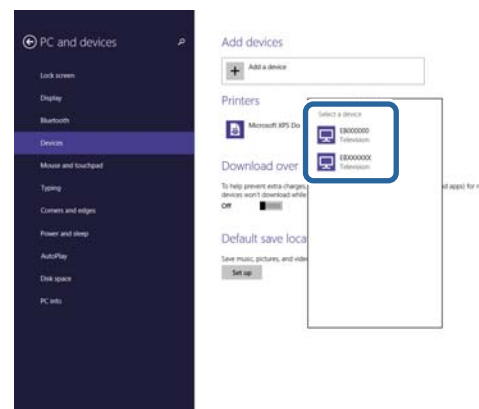 PC and devices
Lock screen
Display
Bluetooth
Devices
Mouse and touchpad
Typing
Corners and edges
Power and sleep
AutoPlay
Disk space
PC info
Add devices
Add a device
Printers
Microsoft XPS Do
Select a device
Television
Television
Download over
To help prevent extra charges,
d apps) for
devices won't download while
Off
Default save loca
Save music, pictures, and vide
Set up